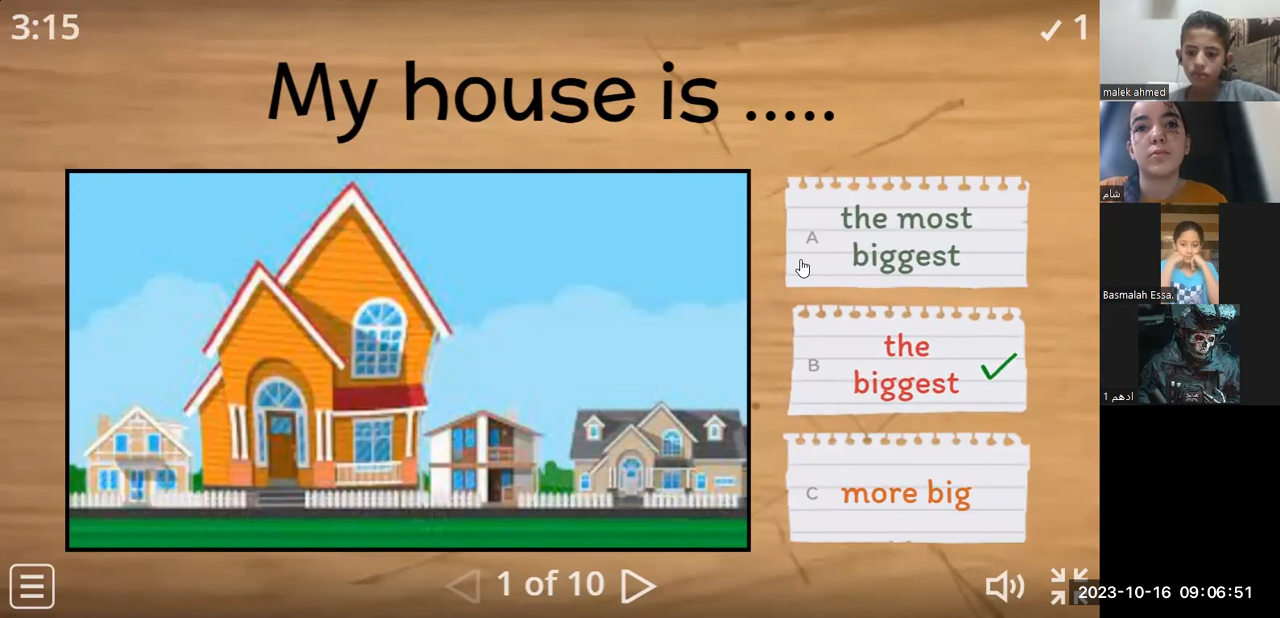 3:15
1
My house is .....
A
the most
biggest
B
the
biggest
C
more big
1 of 10
malek ahmed
شام
Basmalah Essa.
ادهم 1
2023-10-16 09:06:51